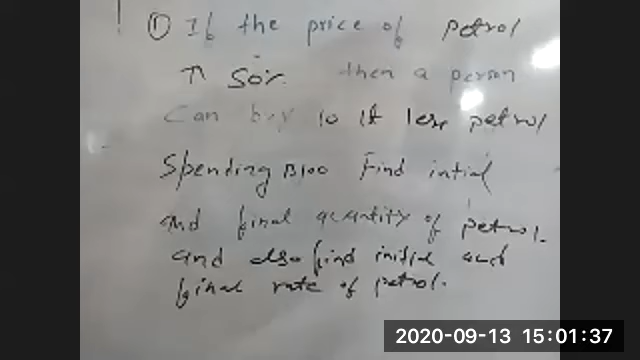 ! ① If the price of petrol
↑ 50%. then a person
can buy 10 lt less petrol
Spending Find intial
and final quantity of petrol.
and also find initial and
final rate of petrol.
2020-09-13 15:01:37